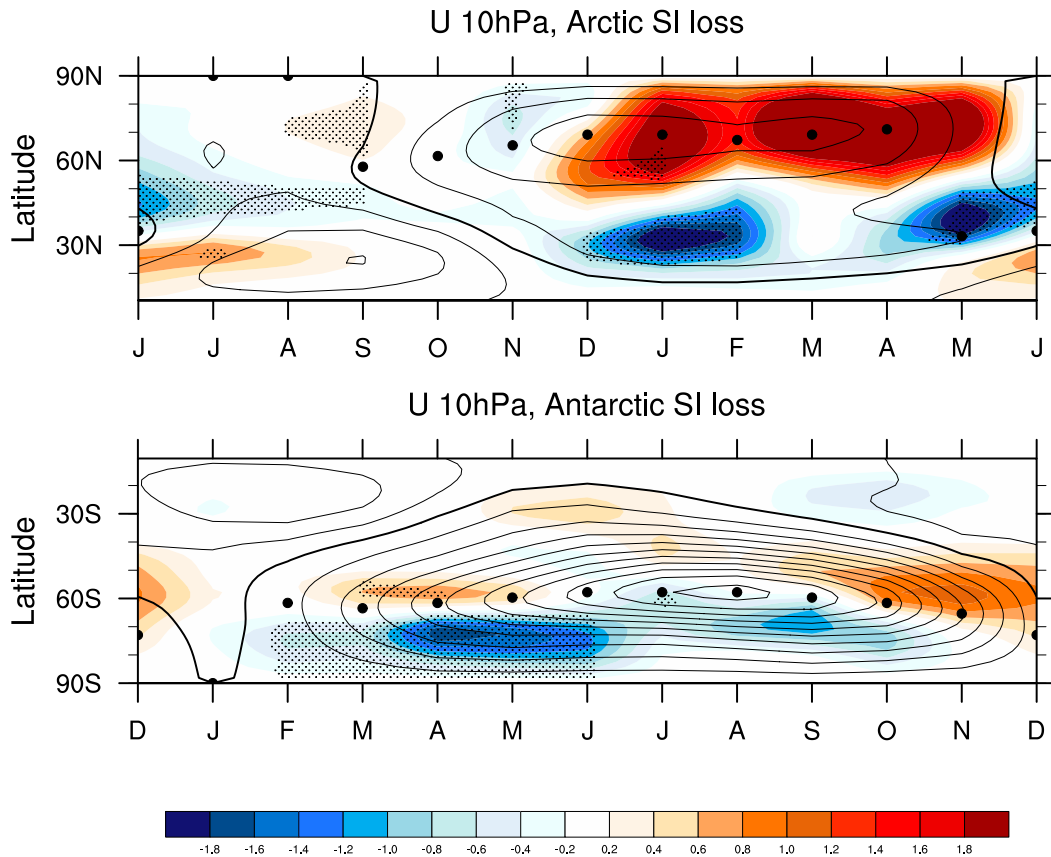 U 10hPa, Arctic SI loss
90N
60N
30N
Latitude
J J A S O N D J F M A M J
U 10hPa, Antarctic SI loss
30S
60S
90S
Latitude
D J F M A M J J A S O N D
-1.8 -1.6 -1.4 -1.2 -1.0 -0.8 -0.6 -0.4 -0.2 0.2 0.4 0.6 0.8 1.0 1.2 1.4 1.6 1.8